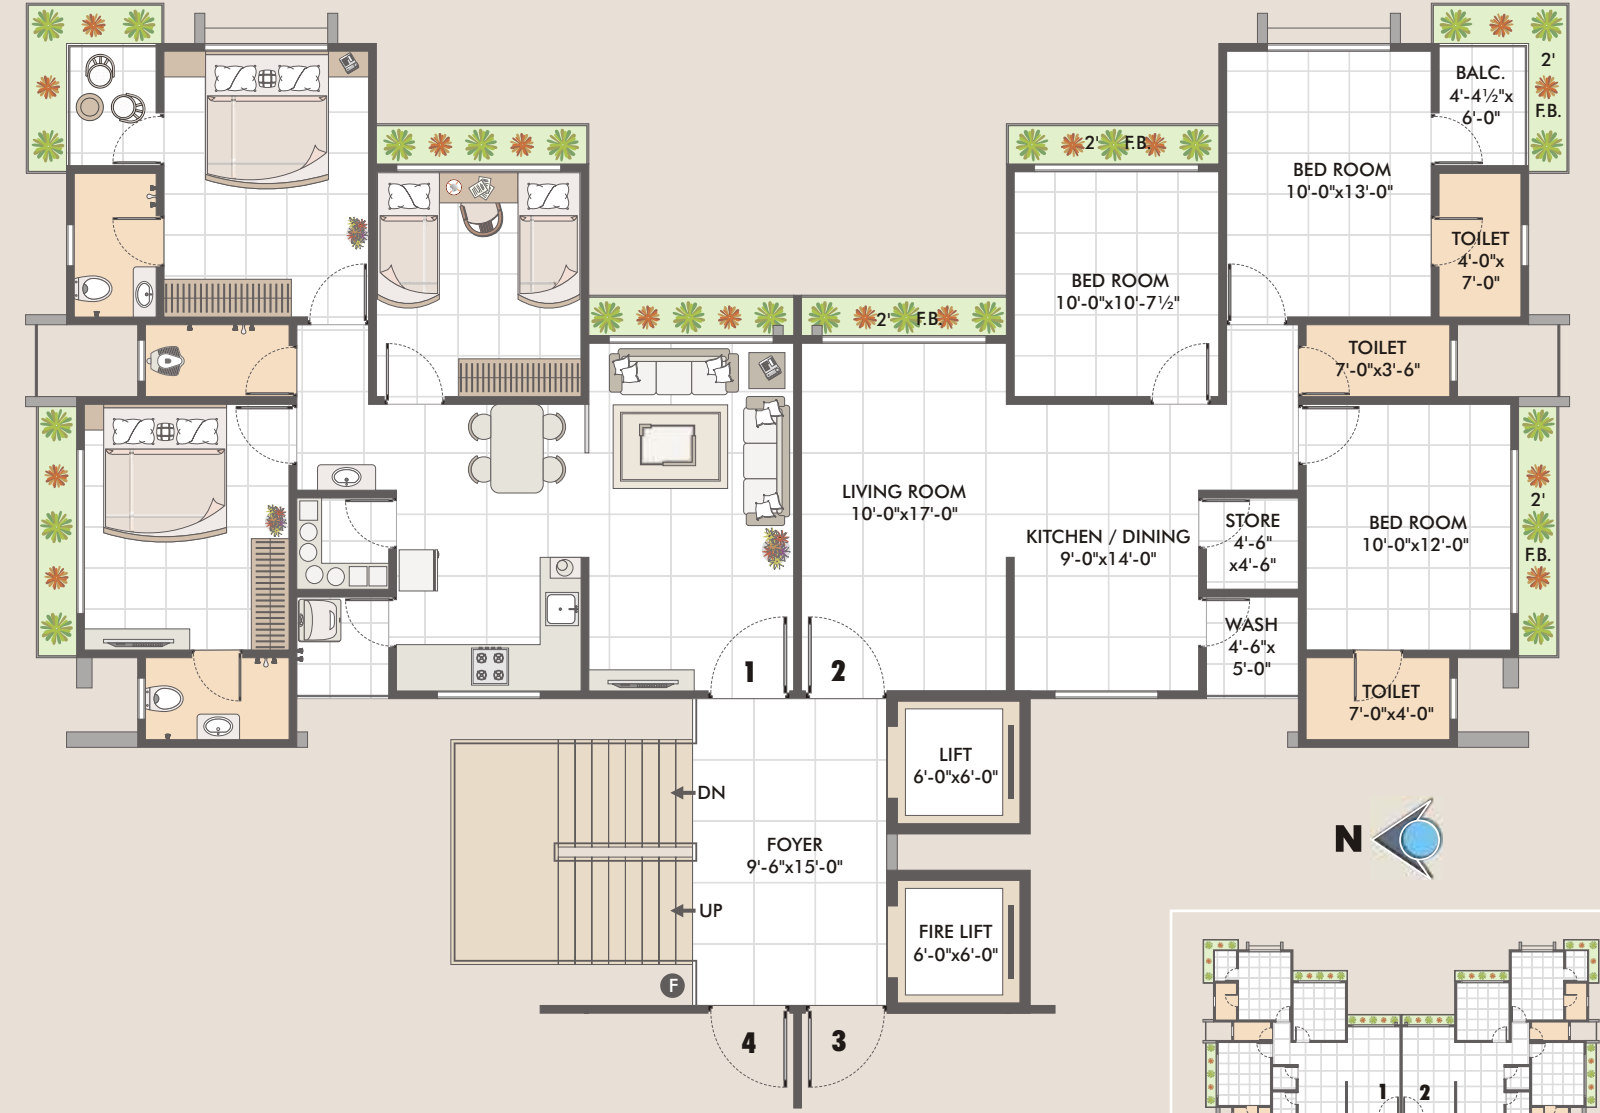 2'
F.B.
BALC.
4'-4½"x
6'-0"
2' F.B.
BED ROOM
10'-0"x13'-0"
TOILET
4'-0"x
7'-0"
BED ROOM
10'-0"x10'-7½"
2' F.B.
TOILET
7'-0"x3'-6"
LIVING ROOM
10'-0"x17'-0"
KITCHEN / DINING
9'-0"x14'-0"
STORE
4'-6"
x4'-6"
BED ROOM
10'-0"x12'-0"
2'
F.B.
WASH
4'-6"x
5'-0"
1
2
TOILET
7'-0"x4'-0"
LIFT
6'-0"x6'-0"
DN
FOYER
9'-6"x15'-0"
N
UP
FIRE LIFT
6'-0"x6'-0"
F
4
3
1
2